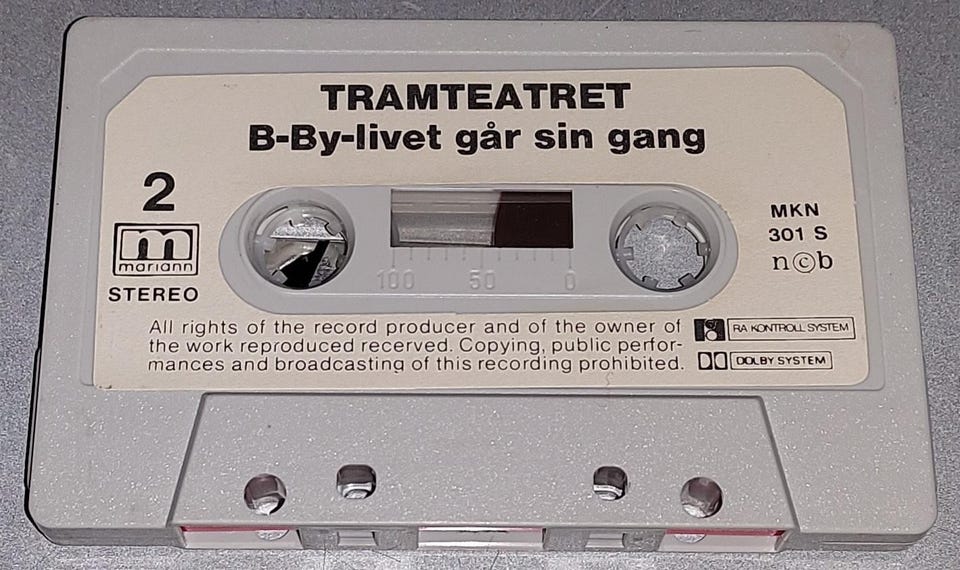 TRAMTEATRET
B-By-livet går sin gang
2
mariann
STEREO
MKN
301 S
n©b
100 50 0
All rights of the record producer and of the owner of
the work reproduced recerved. Copying, public perfor-
mances and broadcasting of this recording prohibited.
RA KONTROLL SYSTEM
DOLBY SYSTEM